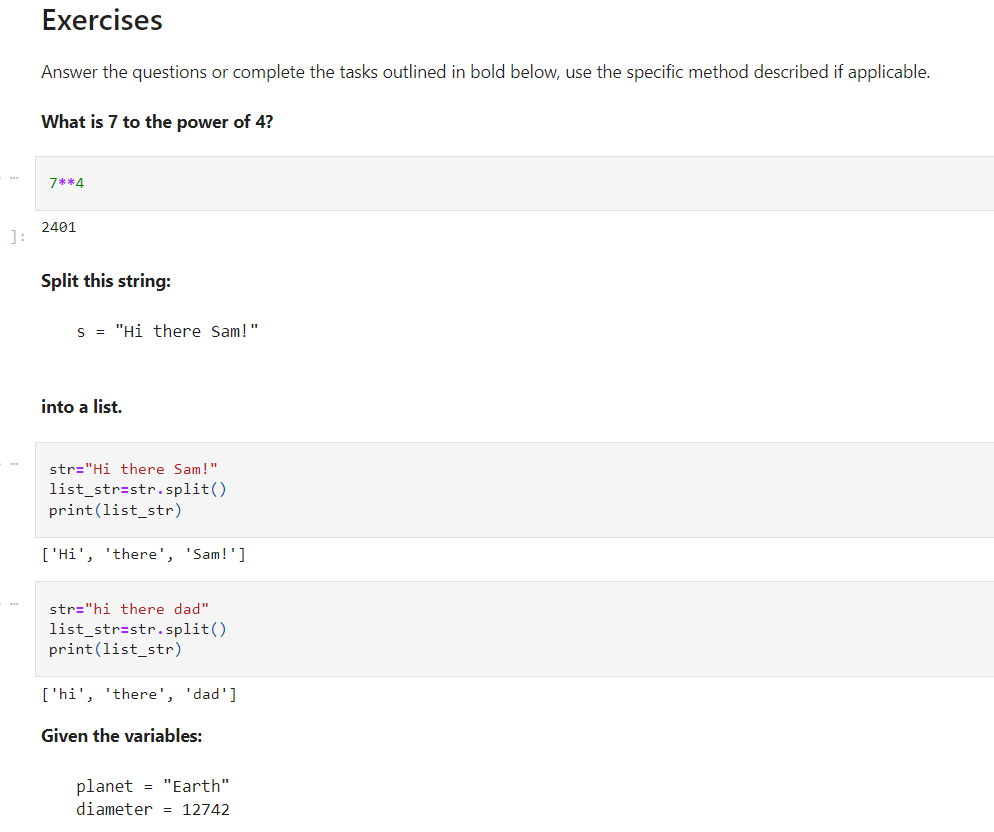 Exercises
Answer the questions or complete the tasks outlined in bold below, use the specific method described if applicable.
What is 7 to the power of 4?
...
7**4
2401
]:
Split this string:
s = "Hi there Sam!"
into a list.
...
str="Hi there Sam!"
list_str=str.split()
print(list_str)
['Hi', 'there', 'Sam!']
...
str="hi there dad"
list_str=str.split()
print(list_str)
['hi', 'there', 'dad']
Given the variables:
planet = "Earth"
diameter = 12742